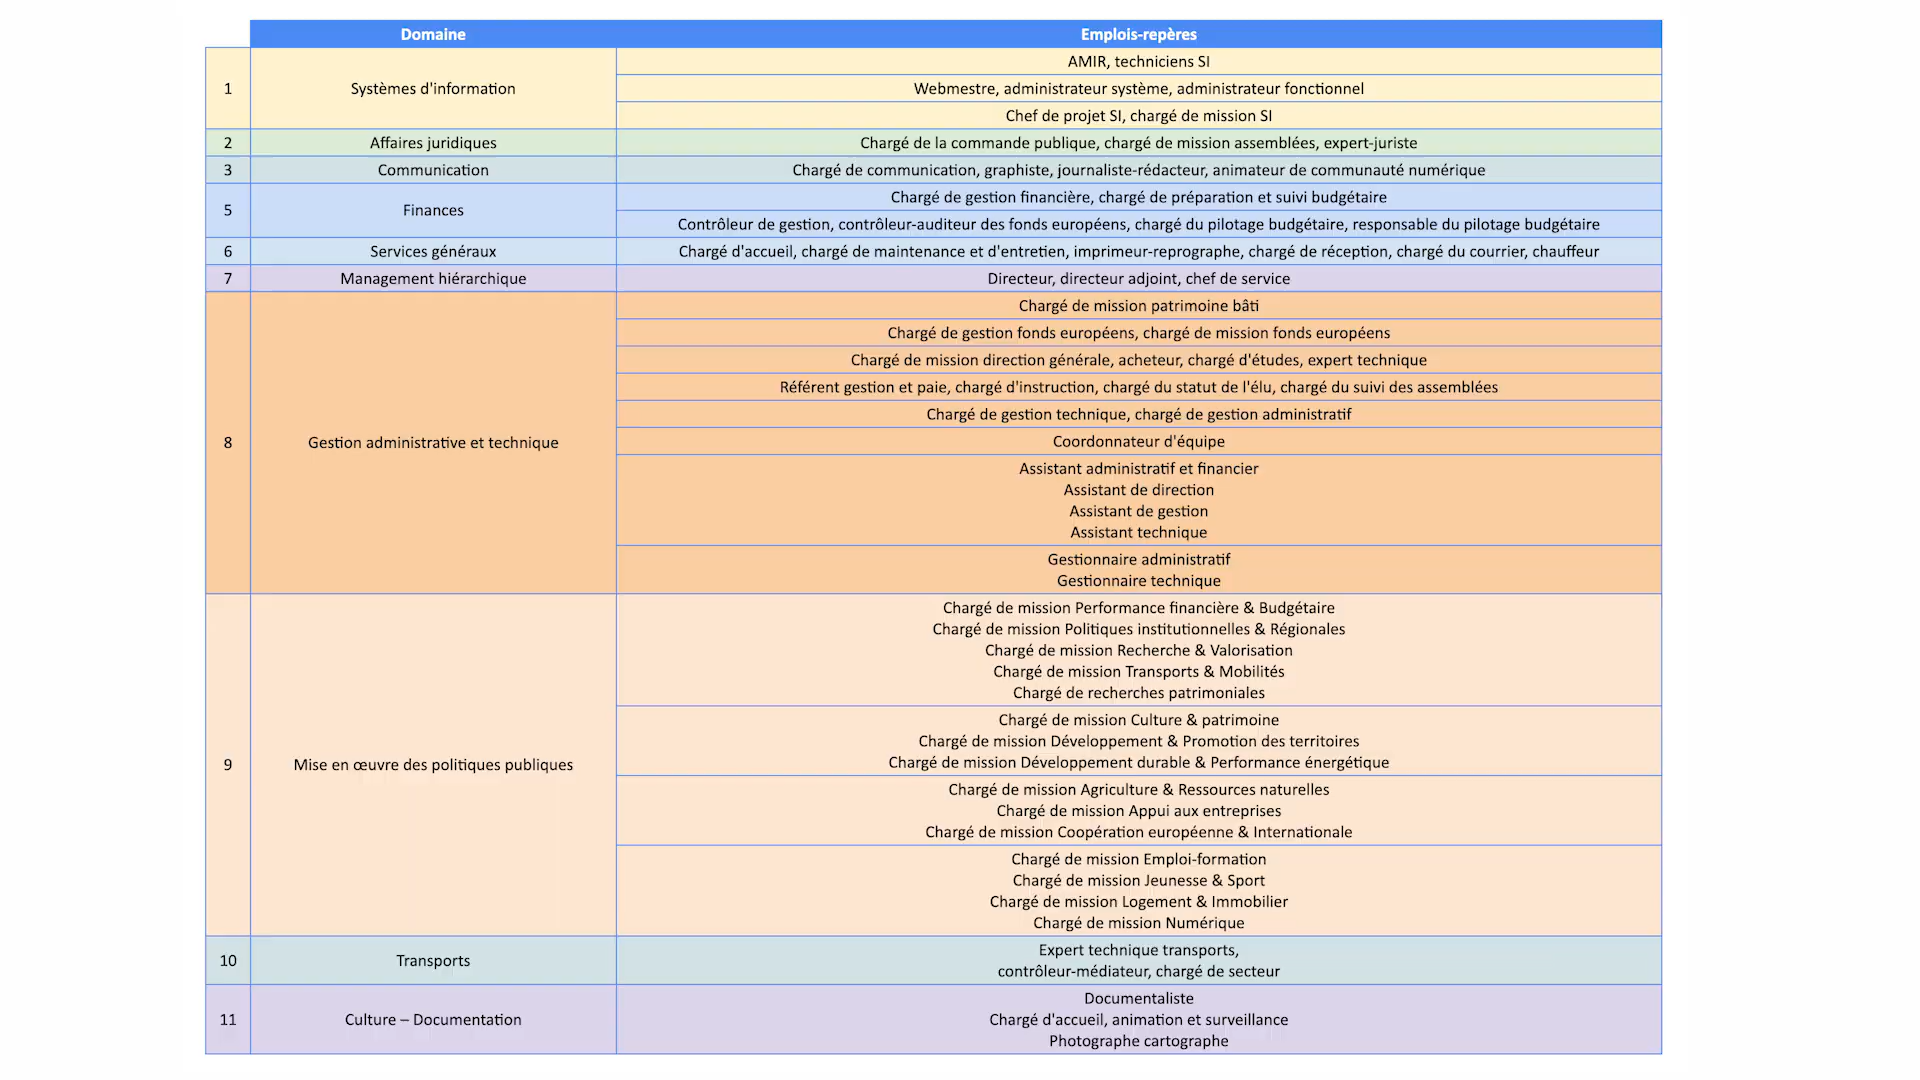 Domaine Emplois-repères
1 Systèmes d'information
AMIR, techniciens SI
Webmestre, administrateur système, administrateur fonctionnel
Chef de projet SI, chargé de mission SI
2 Affaires juridiques Chargé de la commande publique, chargé de mission assemblées, expert-juriste
3 Communication Chargé de communication, graphiste, journaliste-rédacteur, animateur de communauté numérique
5 Finances
Chargé de gestion financière, chargé de préparation et suivi budgétaire
Contrôleur de gestion, contrôleur-auditeur des fonds européens, chargé du pilotage budgétaire, responsable du pilotage budgétaire
6 Services généraux Chargé d'accueil, chargé de maintenance et d'entretien, imprimeur-reprographe, chargé de réception, chargé du courrier, chauffeur
7 Management hiérarchique Directeur, directeur adjoint, chef de service
8 Gestion administrative et technique
Chargé de mission patrimoine bâti
Chargé de gestion fonds européens, chargé de mission fonds européens
Chargé de mission direction générale, acheteur, chargé d'études, expert technique
Référent gestion et paie, chargé d'instruction, chargé du statut de l'élu, chargé du suivi des assemblées
Chargé de gestion technique, chargé de gestion administratif
Coordonnateur d'équipe
Assistant administratif et financier
Assistant de direction
Assistant de gestion
Assistant technique
Gestionnaire administratif
Gestionnaire technique
9 Mise en œuvre des politiques publiques
Chargé de mission Performance financière & Budgétaire
Chargé de mission Politiques institutionnelles & Régionales
Chargé de mission Recherche & Valorisation
Chargé de mission Transports & Mobilités
Chargé de recherches patrimoniales
Chargé de mission Culture & patrimoine
Chargé de mission Développement & Promotion des territoires
Chargé de mission Développement durable & Performance énergétique
Chargé de mission Agriculture & Ressources naturelles
Chargé de mission Appui aux entreprises
Chargé de mission Coopération européenne & Internationale
Chargé de mission Emploi-formation
Chargé de mission Jeunesse & Sport
Chargé de mission Logement & Immobilier
Chargé de mission Numérique
10 Transports
Expert technique transports,
contrôleur-médiateur, chargé de secteur
11 Culture – Documentation
Documentaliste
Chargé d'accueil, animation et surveillance
Photographe cartographe